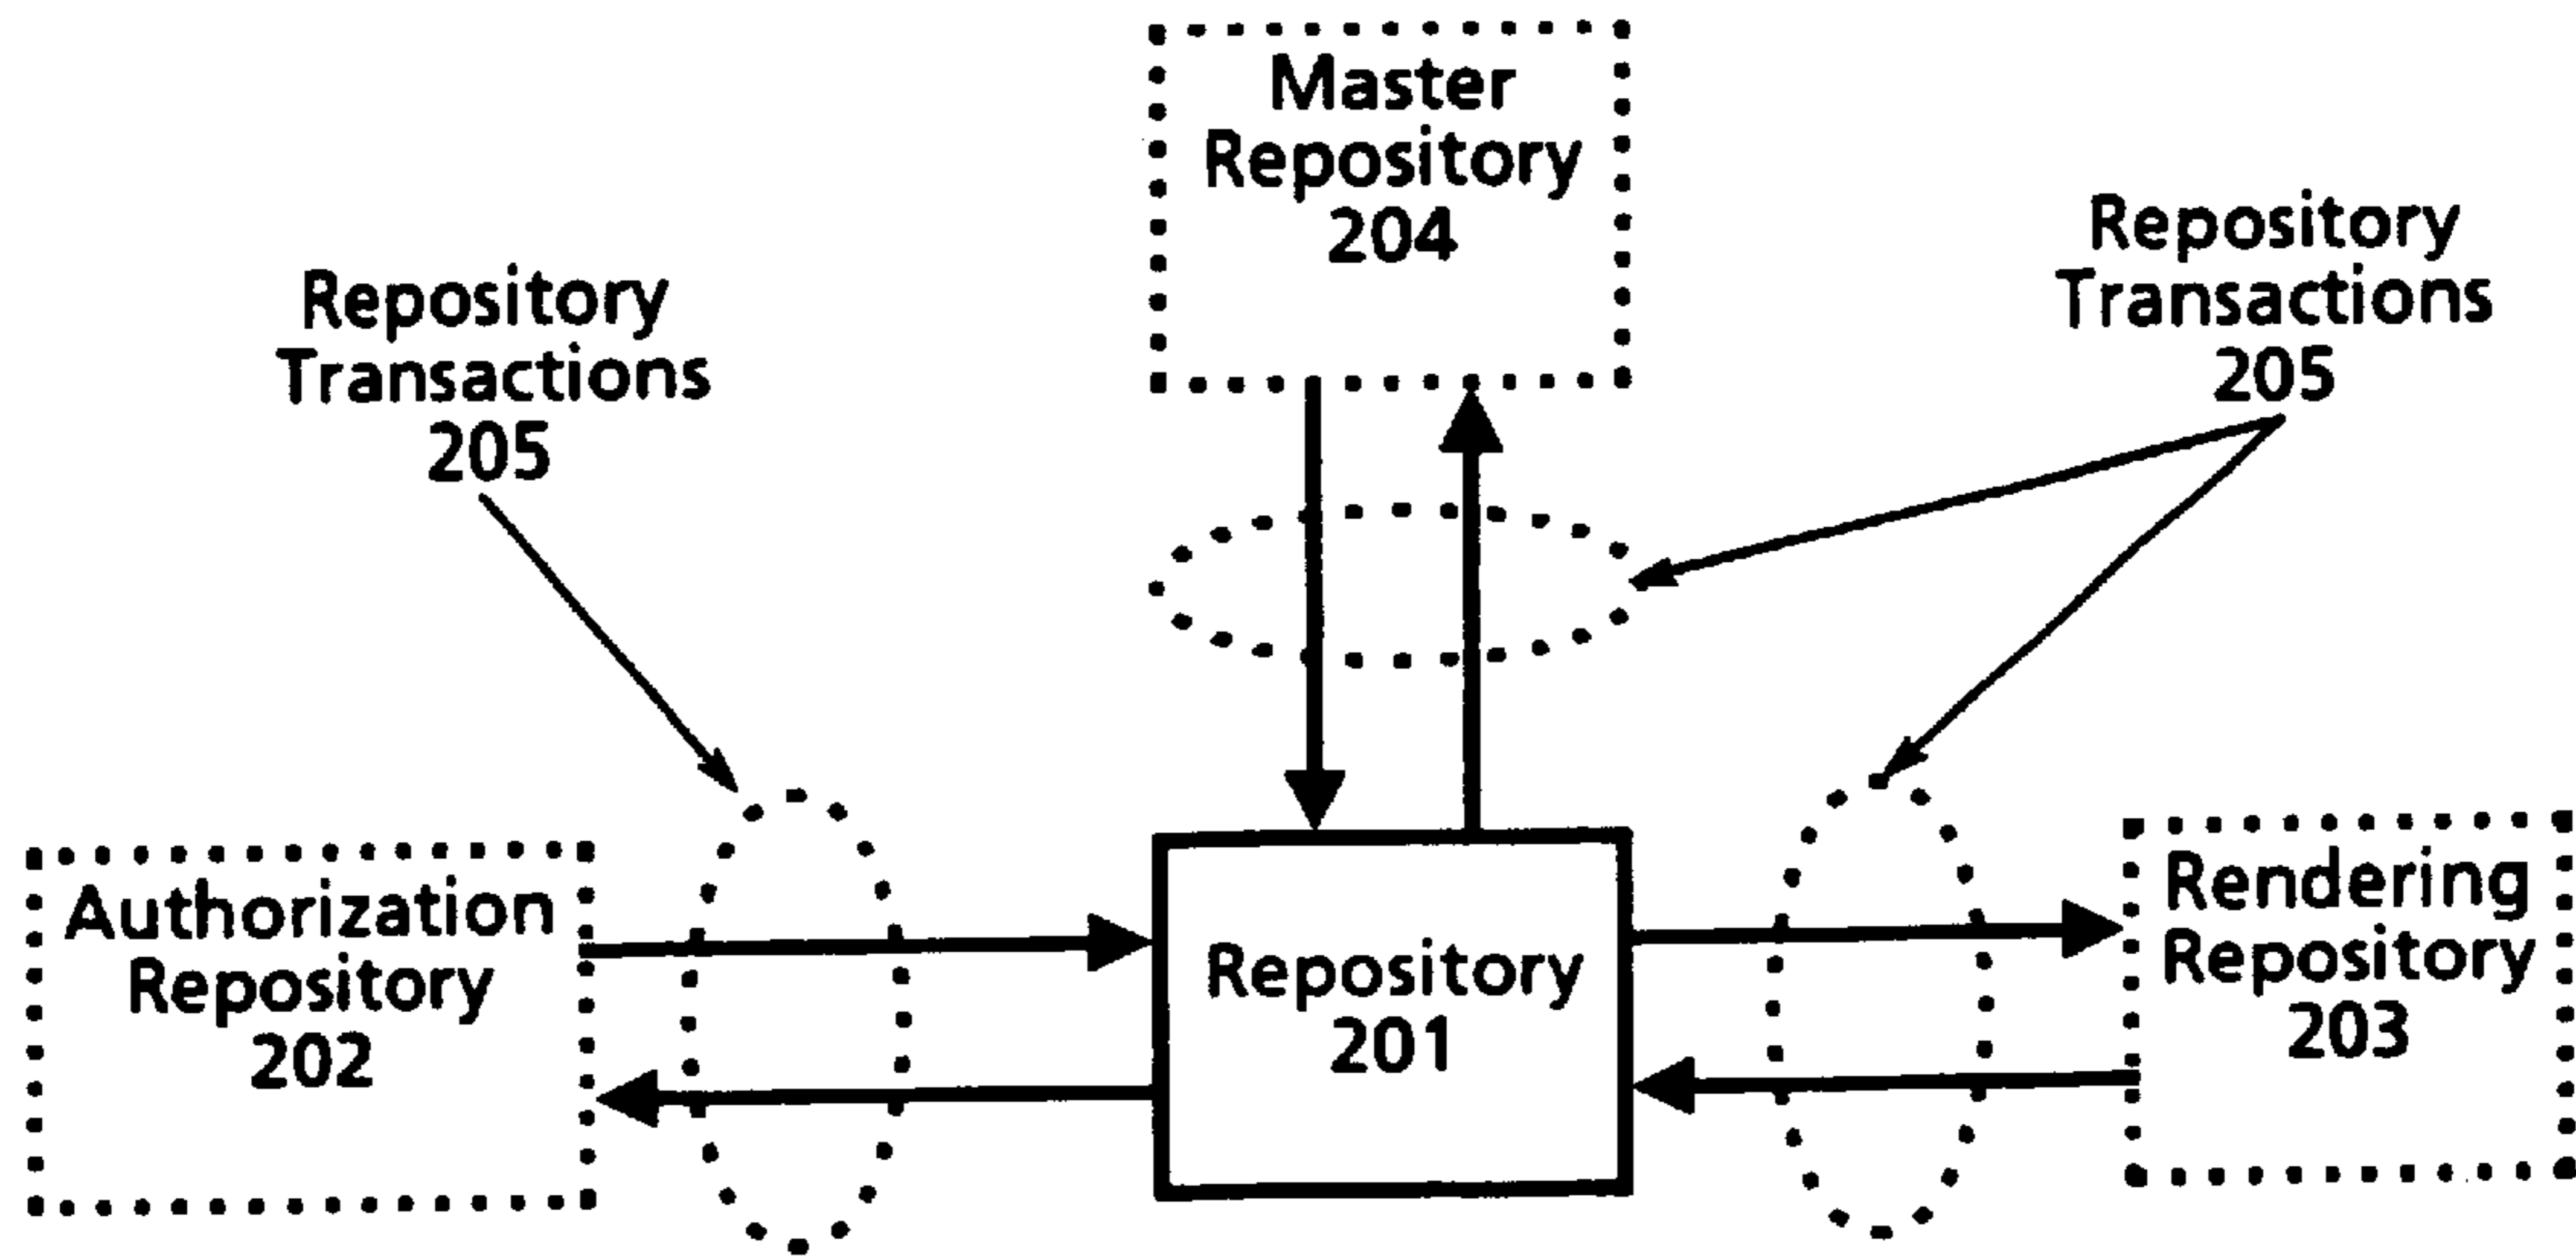 Master
Repository
204
Repository
Transactions
205
Repository
Transactions
205
Authorization
Repository
202
Repository
201
Rendering
Repository
203